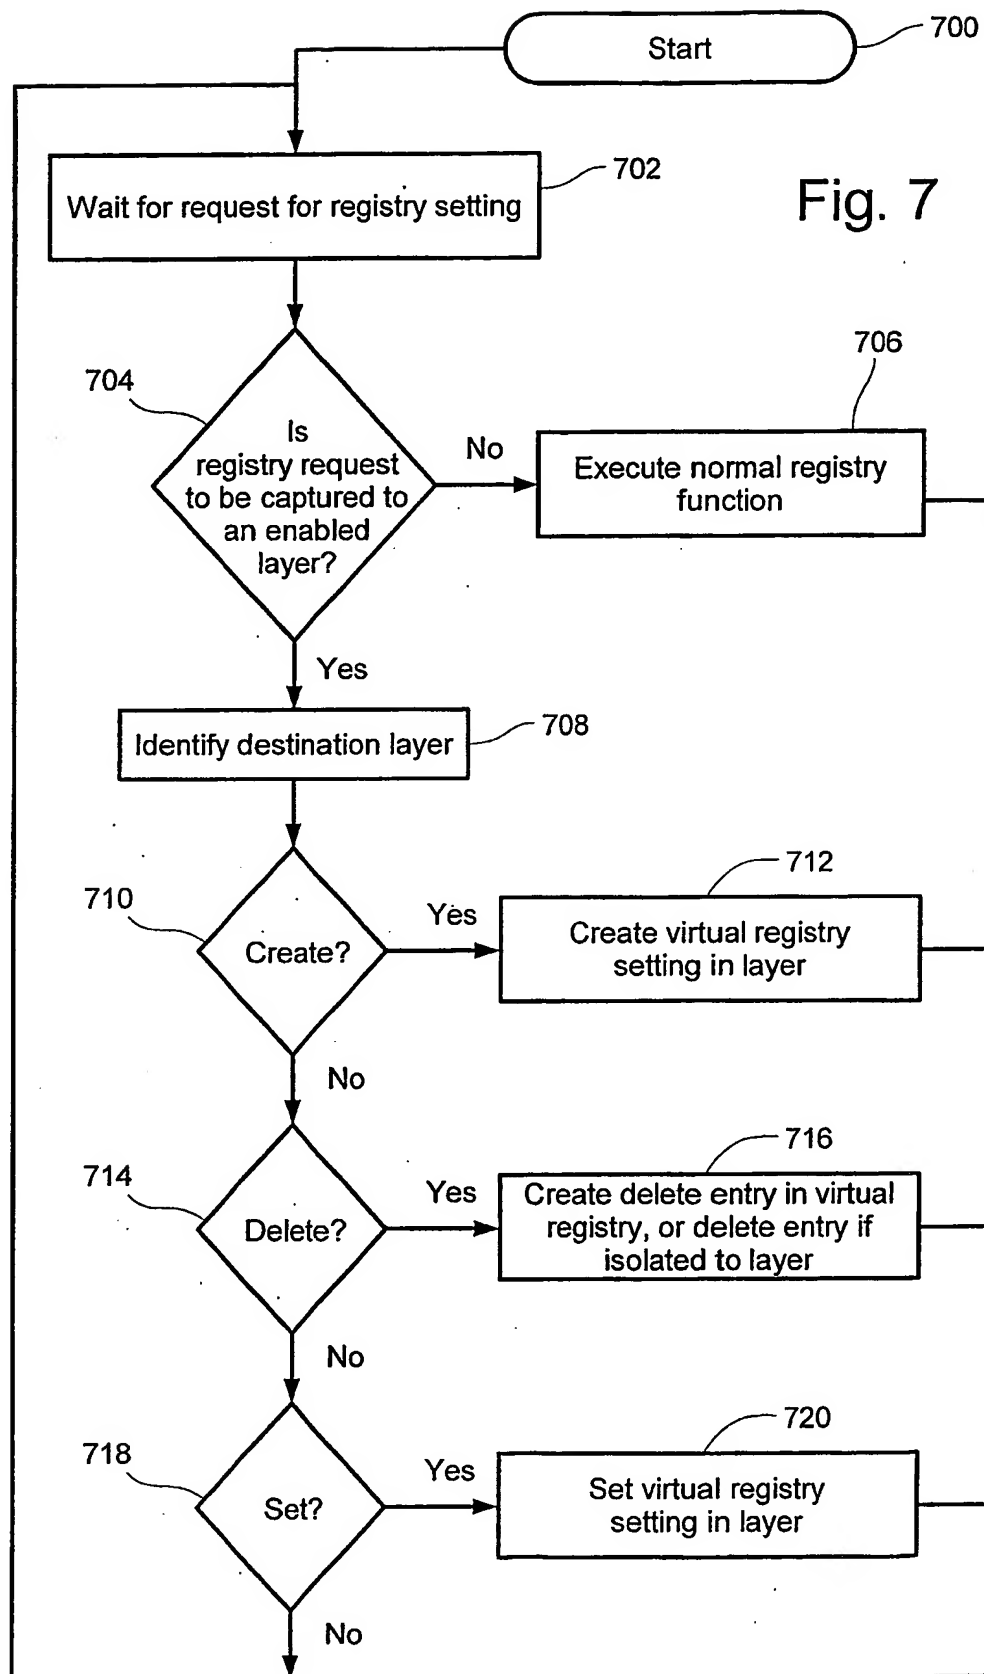 Start
700
Wait for request for registry setting
702
Fig. 7
704
Is
registry request
to be captured to
an enabled
layer?
No
706
Execute normal registry
function
Yes
Identify destination layer
708
710
Create?
Yes
712
Create virtual registry
setting in layer
No
714
Delete?
Yes
716
Create delete entry in virtual
registry, or delete entry if
isolated to layer
No
718
Set?
Yes
720
Set virtual registry
setting in layer
No